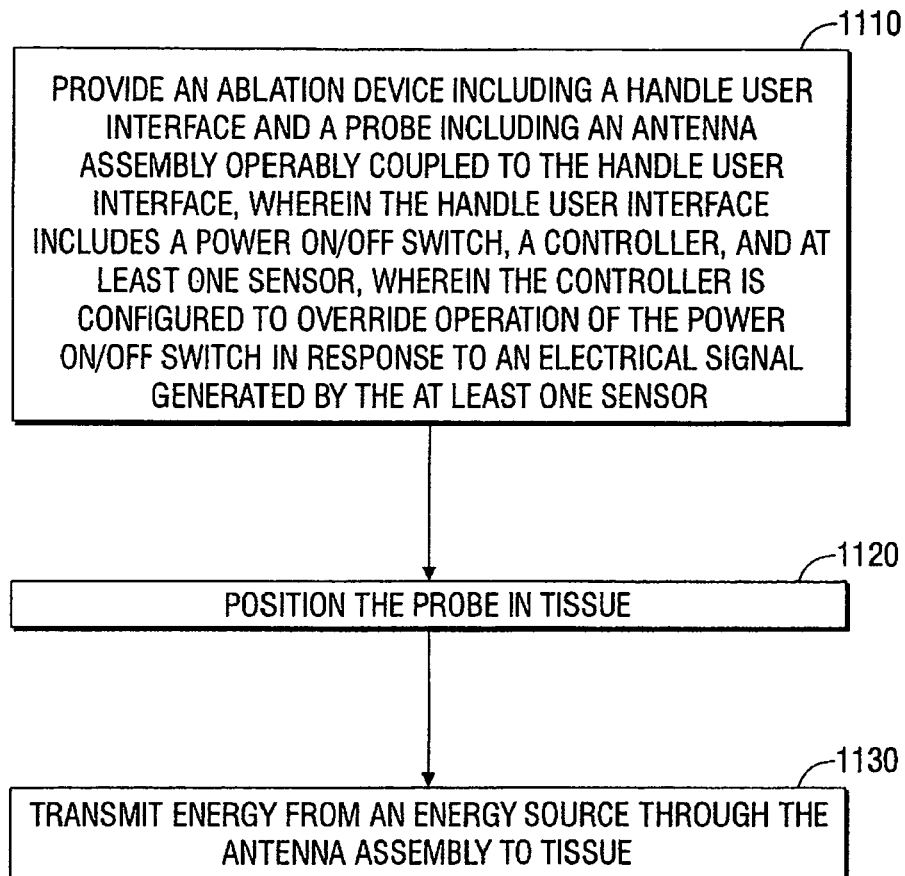 1110
PROVIDE AN ABLATION DEVICE INCLUDING A HANDLE USER
INTERFACE AND A PROBE INCLUDING AN ANTENNA
ASSEMBLY OPERABLY COUPLED TO THE HANDLE USER
INTERFACE, WHEREIN THE HANDLE USER INTERFACE
INCLUDES A POWER ON/OFF SWITCH, A CONTROLLER, AND AT
LEAST ONE SENSOR, WHEREIN THE CONTROLLER IS
CONFIGURED TO OVERRIDE OPERATION OF THE POWER
ON/OFF SWITCH IN RESPONSE TO AN ELECTRICAL SIGNAL
GENERATED BY THE AT LEAST ONE SENSOR
1120
POSITION THE PROBE IN TISSUE
1130
TRANSMIT ENERGY FROM AN ENERGY SOURCE THROUGH THE
ANTENNA ASSEMBLY TO TISSUE